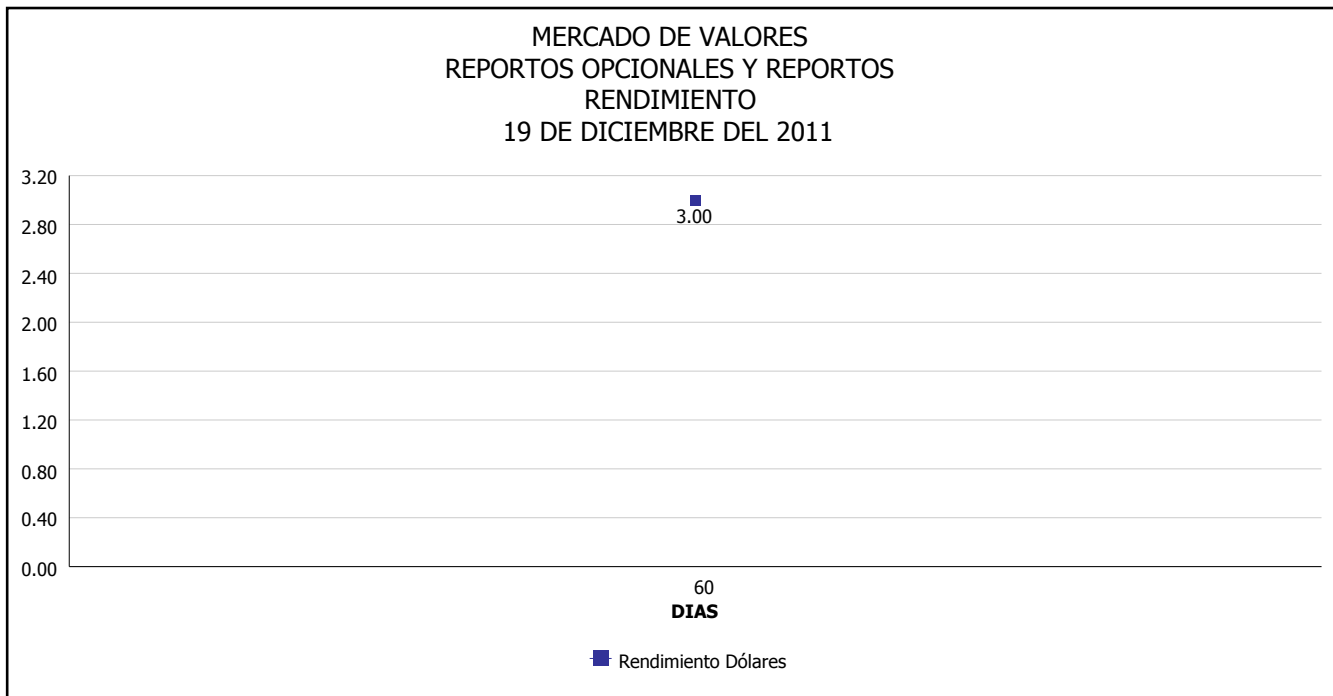 MERCADO DE VALORES
REPORTOS OPCIONALES Y REPORTOS
RENDIMIENTO
19 DE DICIEMBRE DEL 2011
3.20
3.00
2.80
2.40
2.00
1.60
1.20
0.80
0.40
0.00
60
DIAS
Rendimiento Dólares